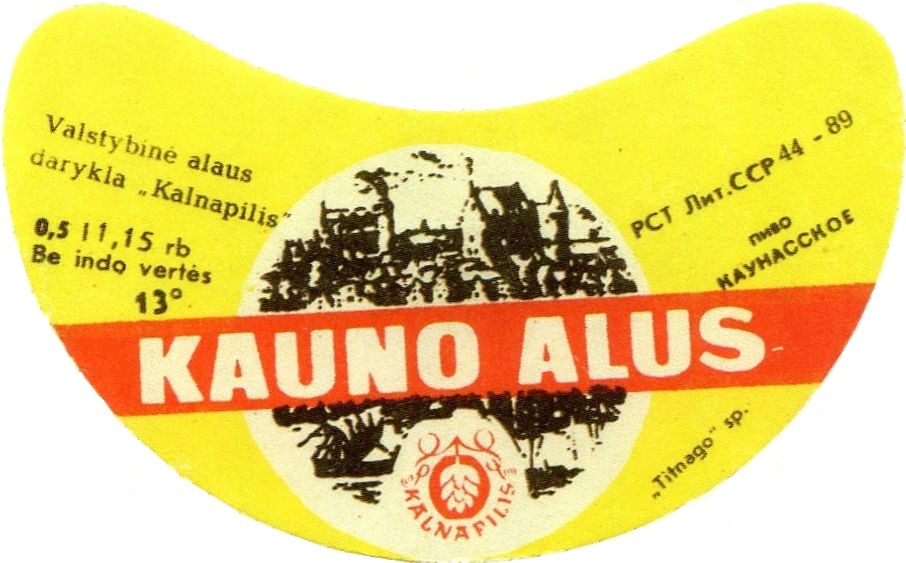 Valstybinė alaus
darykla „Kalnapilis"
0,5 l 1,15 rb
Be indo vertės
13°
РСТ Лит.ССР 44 - 89
пиво
КАУНАССКОЕ
KAUNO ALUS
KALNAPILIS
„Titnago" sp.